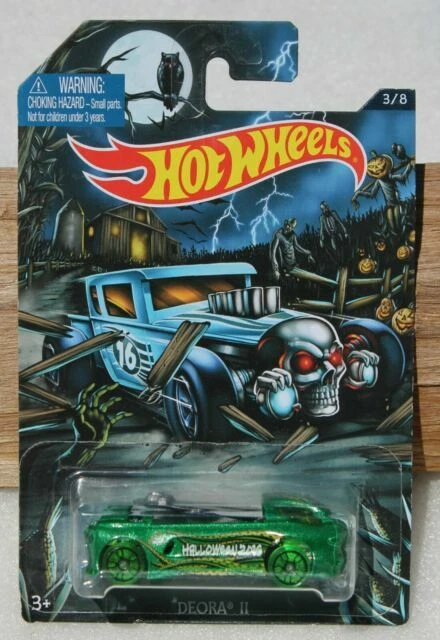 WARNING:
CHOKING HAZARD – Small parts.
Not for children under 3 years.
3/8
HOT WHEELS®
16
HALLOWEEN
3+
DEORA® II